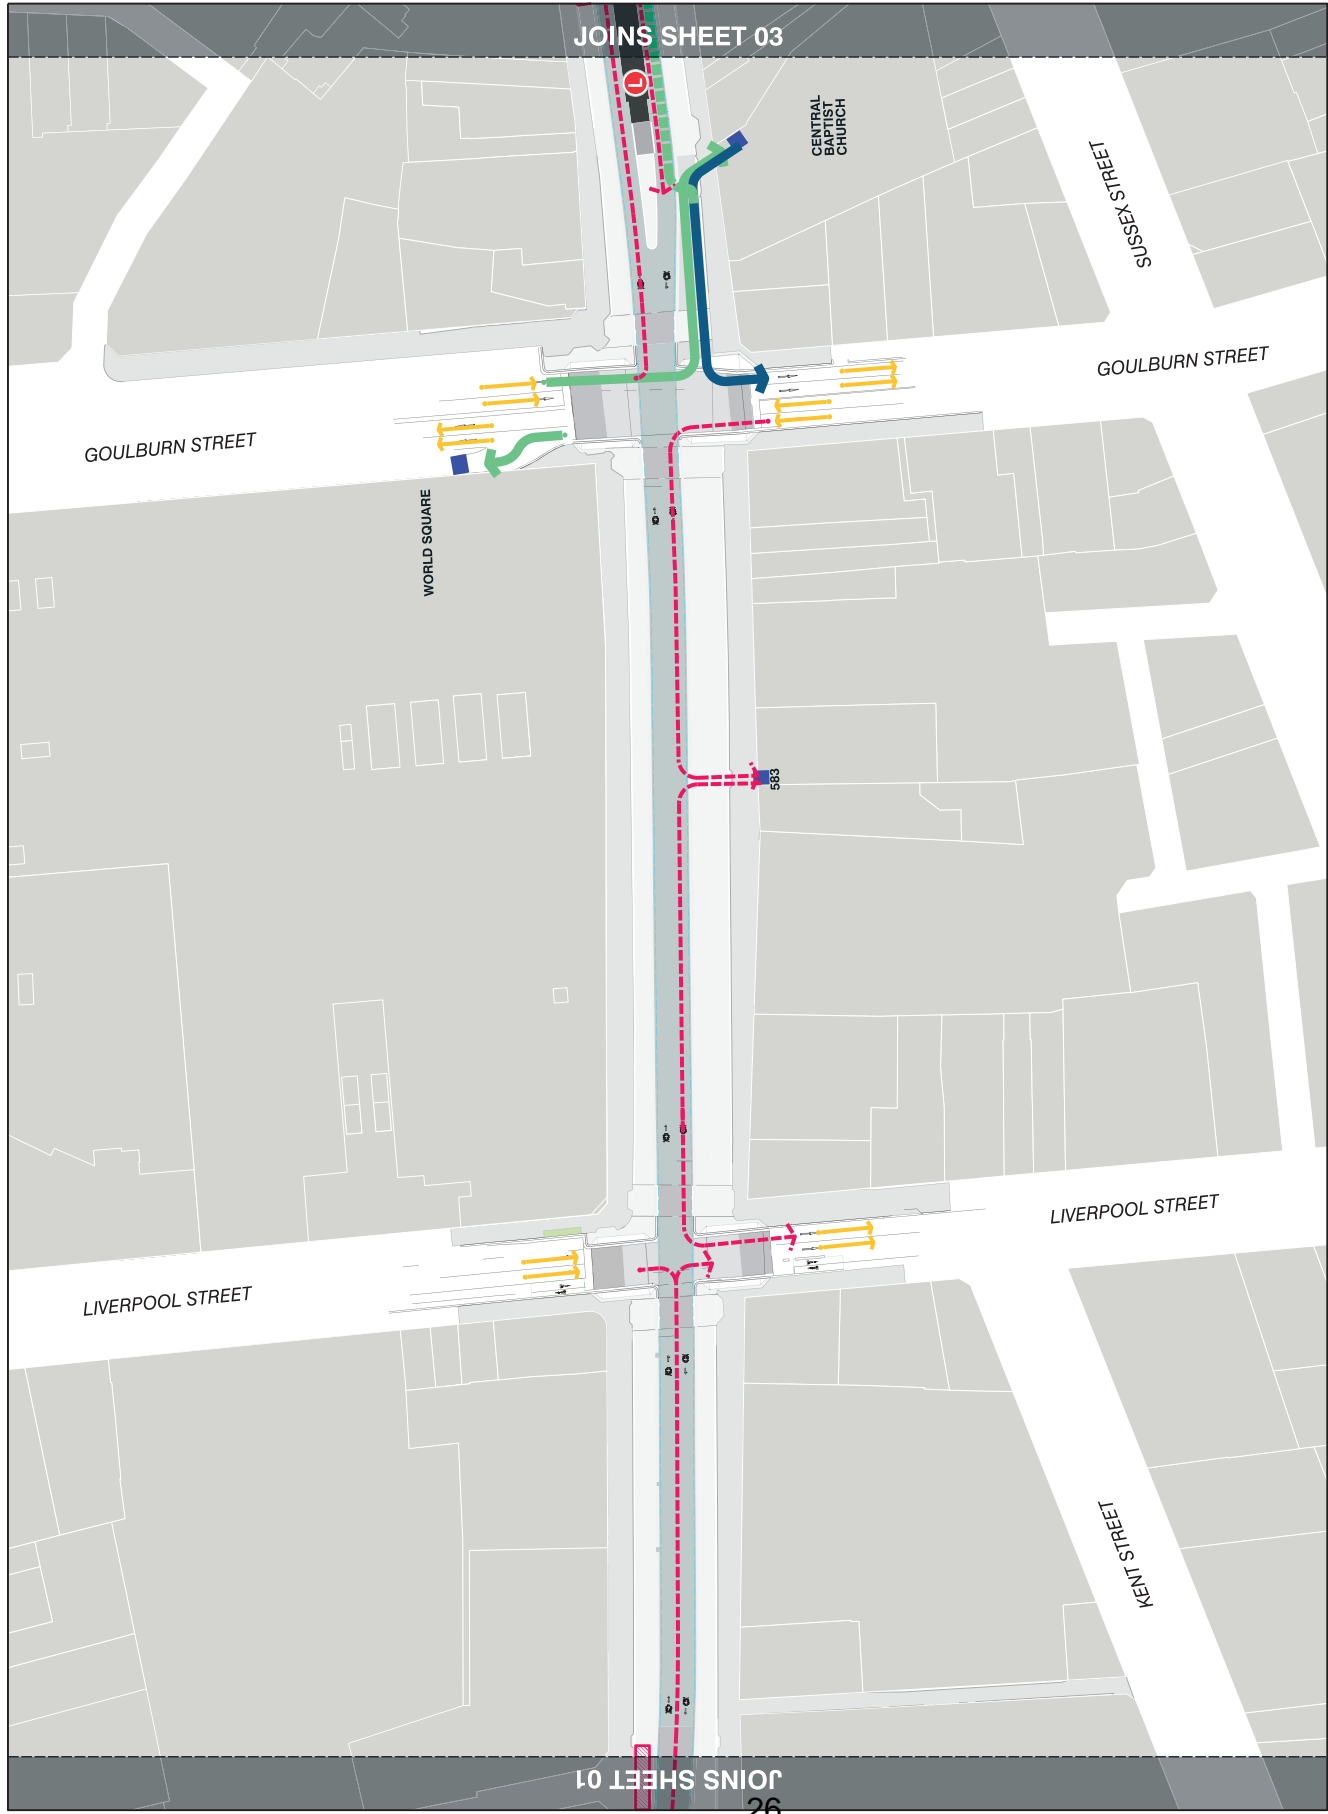 JOINS SHEET 03
L
CENTRAL
BAPTIST
CHURCH
SUSSEX STREET
GOULBURN STREET
GOULBURN STREET
WORLD SQUARE
583
LIVERPOOL STREET
LIVERPOOL STREET
KENT STREET
JOINS SHEET 01
26